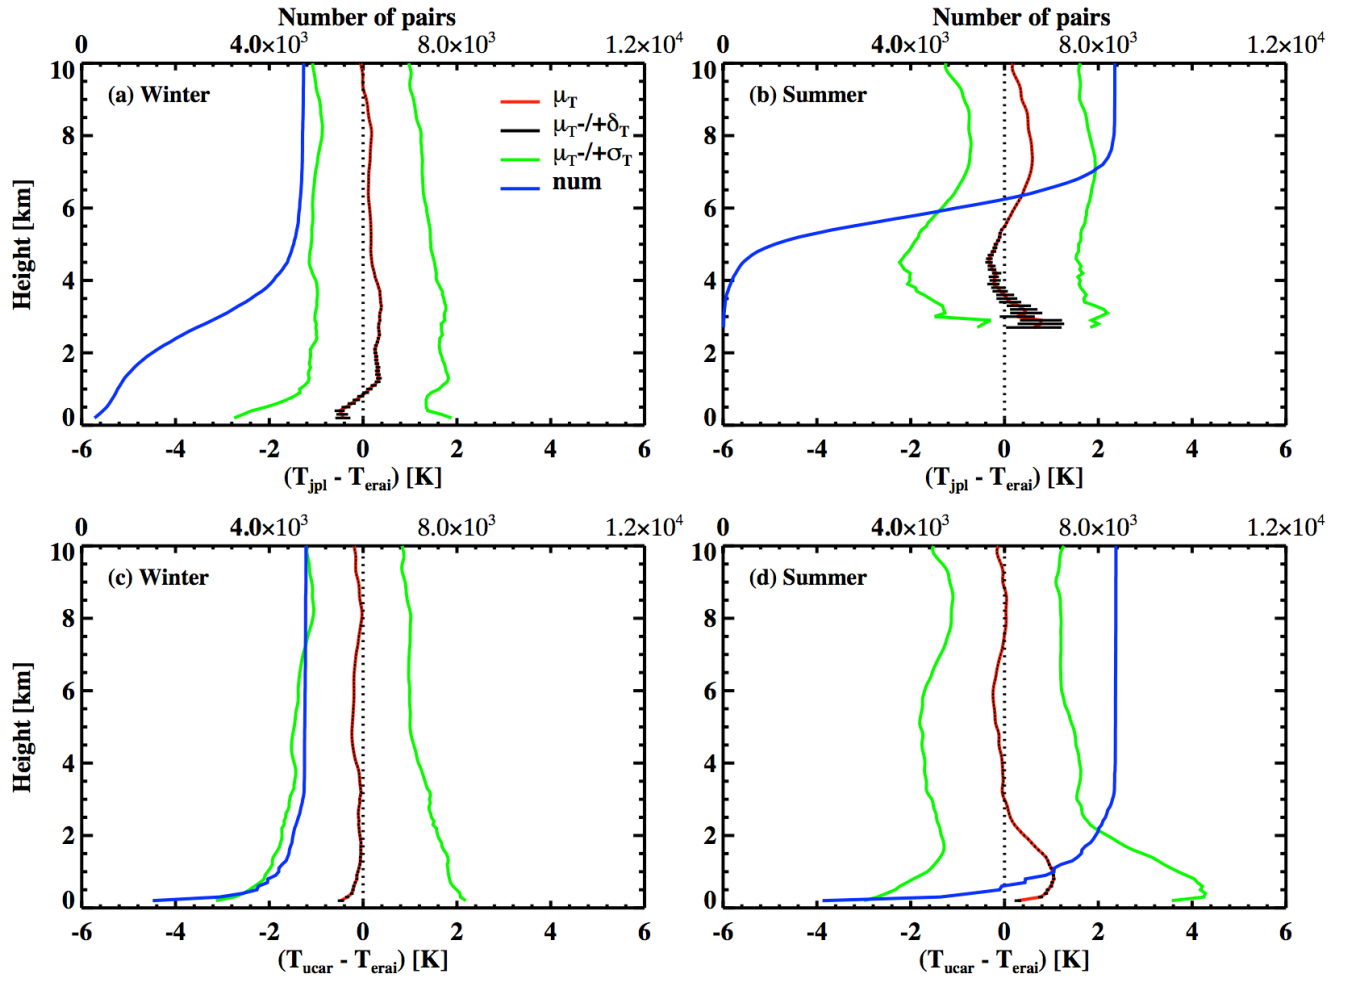 Number of pairs
0 4.0×10³ 8.0×10³ 1.2×10⁴
10
8
6
4
2
0
Height [km]
(a) Winter
μT
μT-/+δT
μT-/+σT
num
-6 -4 -2 0 2 4 6
(Tjpl - Terai) [K]
Number of pairs
0 4.0×10³ 8.0×10³ 1.2×10⁴
10
8
6
4
2
0
(b) Summer
-6 -4 -2 0 2 4 6
(Tjpl - Terai) [K]
0 4.0×10³ 8.0×10³ 1.2×10⁴
10
8
6
4
2
0
Height [km]
(c) Winter
-6 -4 -2 0 2 4 6
(Tucar - Terai) [K]
0 4.0×10³ 8.0×10³ 1.2×10⁴
10
8
6
4
2
0
(d) Summer
-6 -4 -2 0 2 4 6
(Tucar - Terai) [K]